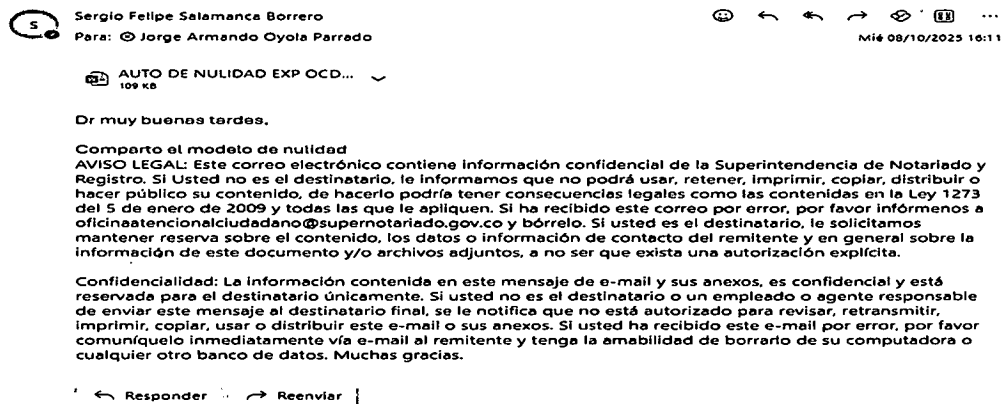 S
Sergio Felipe Salamanca Borrero
Para: Jorge Armando Oyola Parrado
Mié 08/10/2025 16:11
AUTO DE NULIDAD EXP OCD...
109 KB
Dr muy buenas tardes,
Comparto el modelo de nulidad
AVISO LEGAL: Este correo electrónico contiene información confidencial de la Superintendencia de Notariado y
Registro. Si Usted no es el destinatario, le informamos que no podrá usar, retener, imprimir, copiar, distribuir o
hacer público su contenido, de hacerlo podría tener consecuencias legales como las contenidas en la Ley 1273
del 5 de enero de 2009 y todas las que le apliquen. Si ha recibido este correo por error, por favor infórmenos a
oficinaatencionalciudadano@supernotariado.gov.co y bórrelo. Si usted es el destinatario, le solicitamos
mantener reserva sobre el contenido, los datos o información de contacto del remitente y en general sobre la
información de este documento y/o archivos adjuntos, a no ser que exista una autorización explícita.
Confidencialidad: La información contenida en este mensaje de e-mail y sus anexos, es confidencial y está
reservada para el destinatario únicamente. Si usted no es el destinatario o un empleado o agente responsable
de enviar este mensaje al destinatario final, se le notifica que no está autorizado para revisar, retransmitir,
imprimir, copiar, usar o distribuir este e-mail o sus anexos. Si usted ha recibido este e-mail por error, por favor
comuníquelo inmediatamente vía e-mail al remitente y tenga la amabilidad de borrarlo de su computadora o
cualquier otro banco de datos. Muchas gracias.
Responder Reenviar